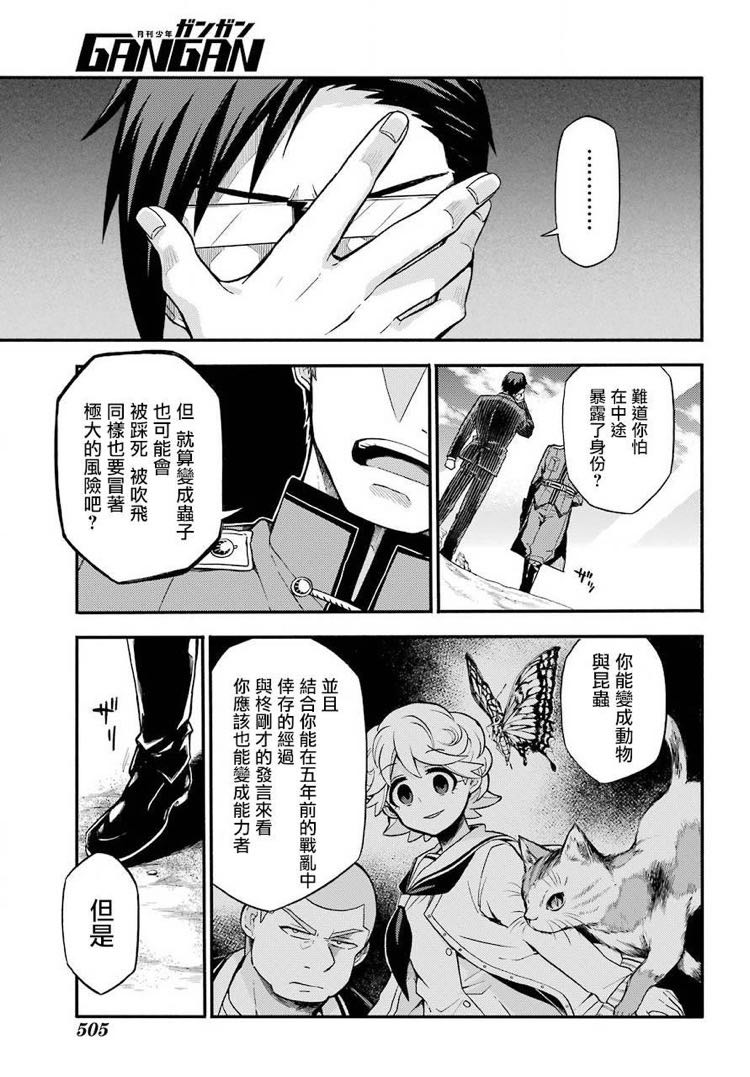 月刊少年
ガンガン
GANGAN
………
難道你怕
在中途
暴露了身份？
但 就算變成蟲子
也可能會
被踩死 被吹飛
同樣也要冒著
極大的風險吧？
ザッ
你能變成動物
與昆蟲
並且
結合你能在五年前的戰亂中
倖存的經過
與柊剛才的發言來看
你應該也能變成能力者
但是
505